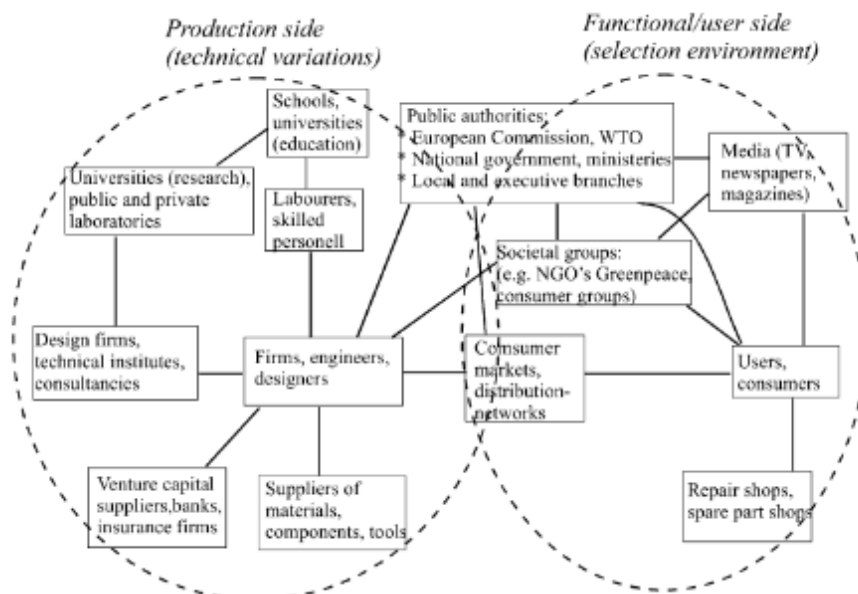 Production side
(technical variations)
Functional/user side
(selection environment)
Schools,
universities
(education)
Public authorities;
* European Commission, WTO
* National government, ministeries
* Local and executive branches
Media (TV,
newspapers,
magazines)
Universities (research),
public and private
laboratories
Labourers,
skilled
personell
Societal groups:
(e.g. NGO's Greenpeace,
consumer groups)
Design firms,
technical institutes,
consultancies
Firms, engineers,
designers
Comsumer
markets,
distribution-
networks
Users,
consumers
Venture capital
suppliers,banks,
insurance firms
Suppliers of
materials,
components, tools
Repair shops,
spare part shops